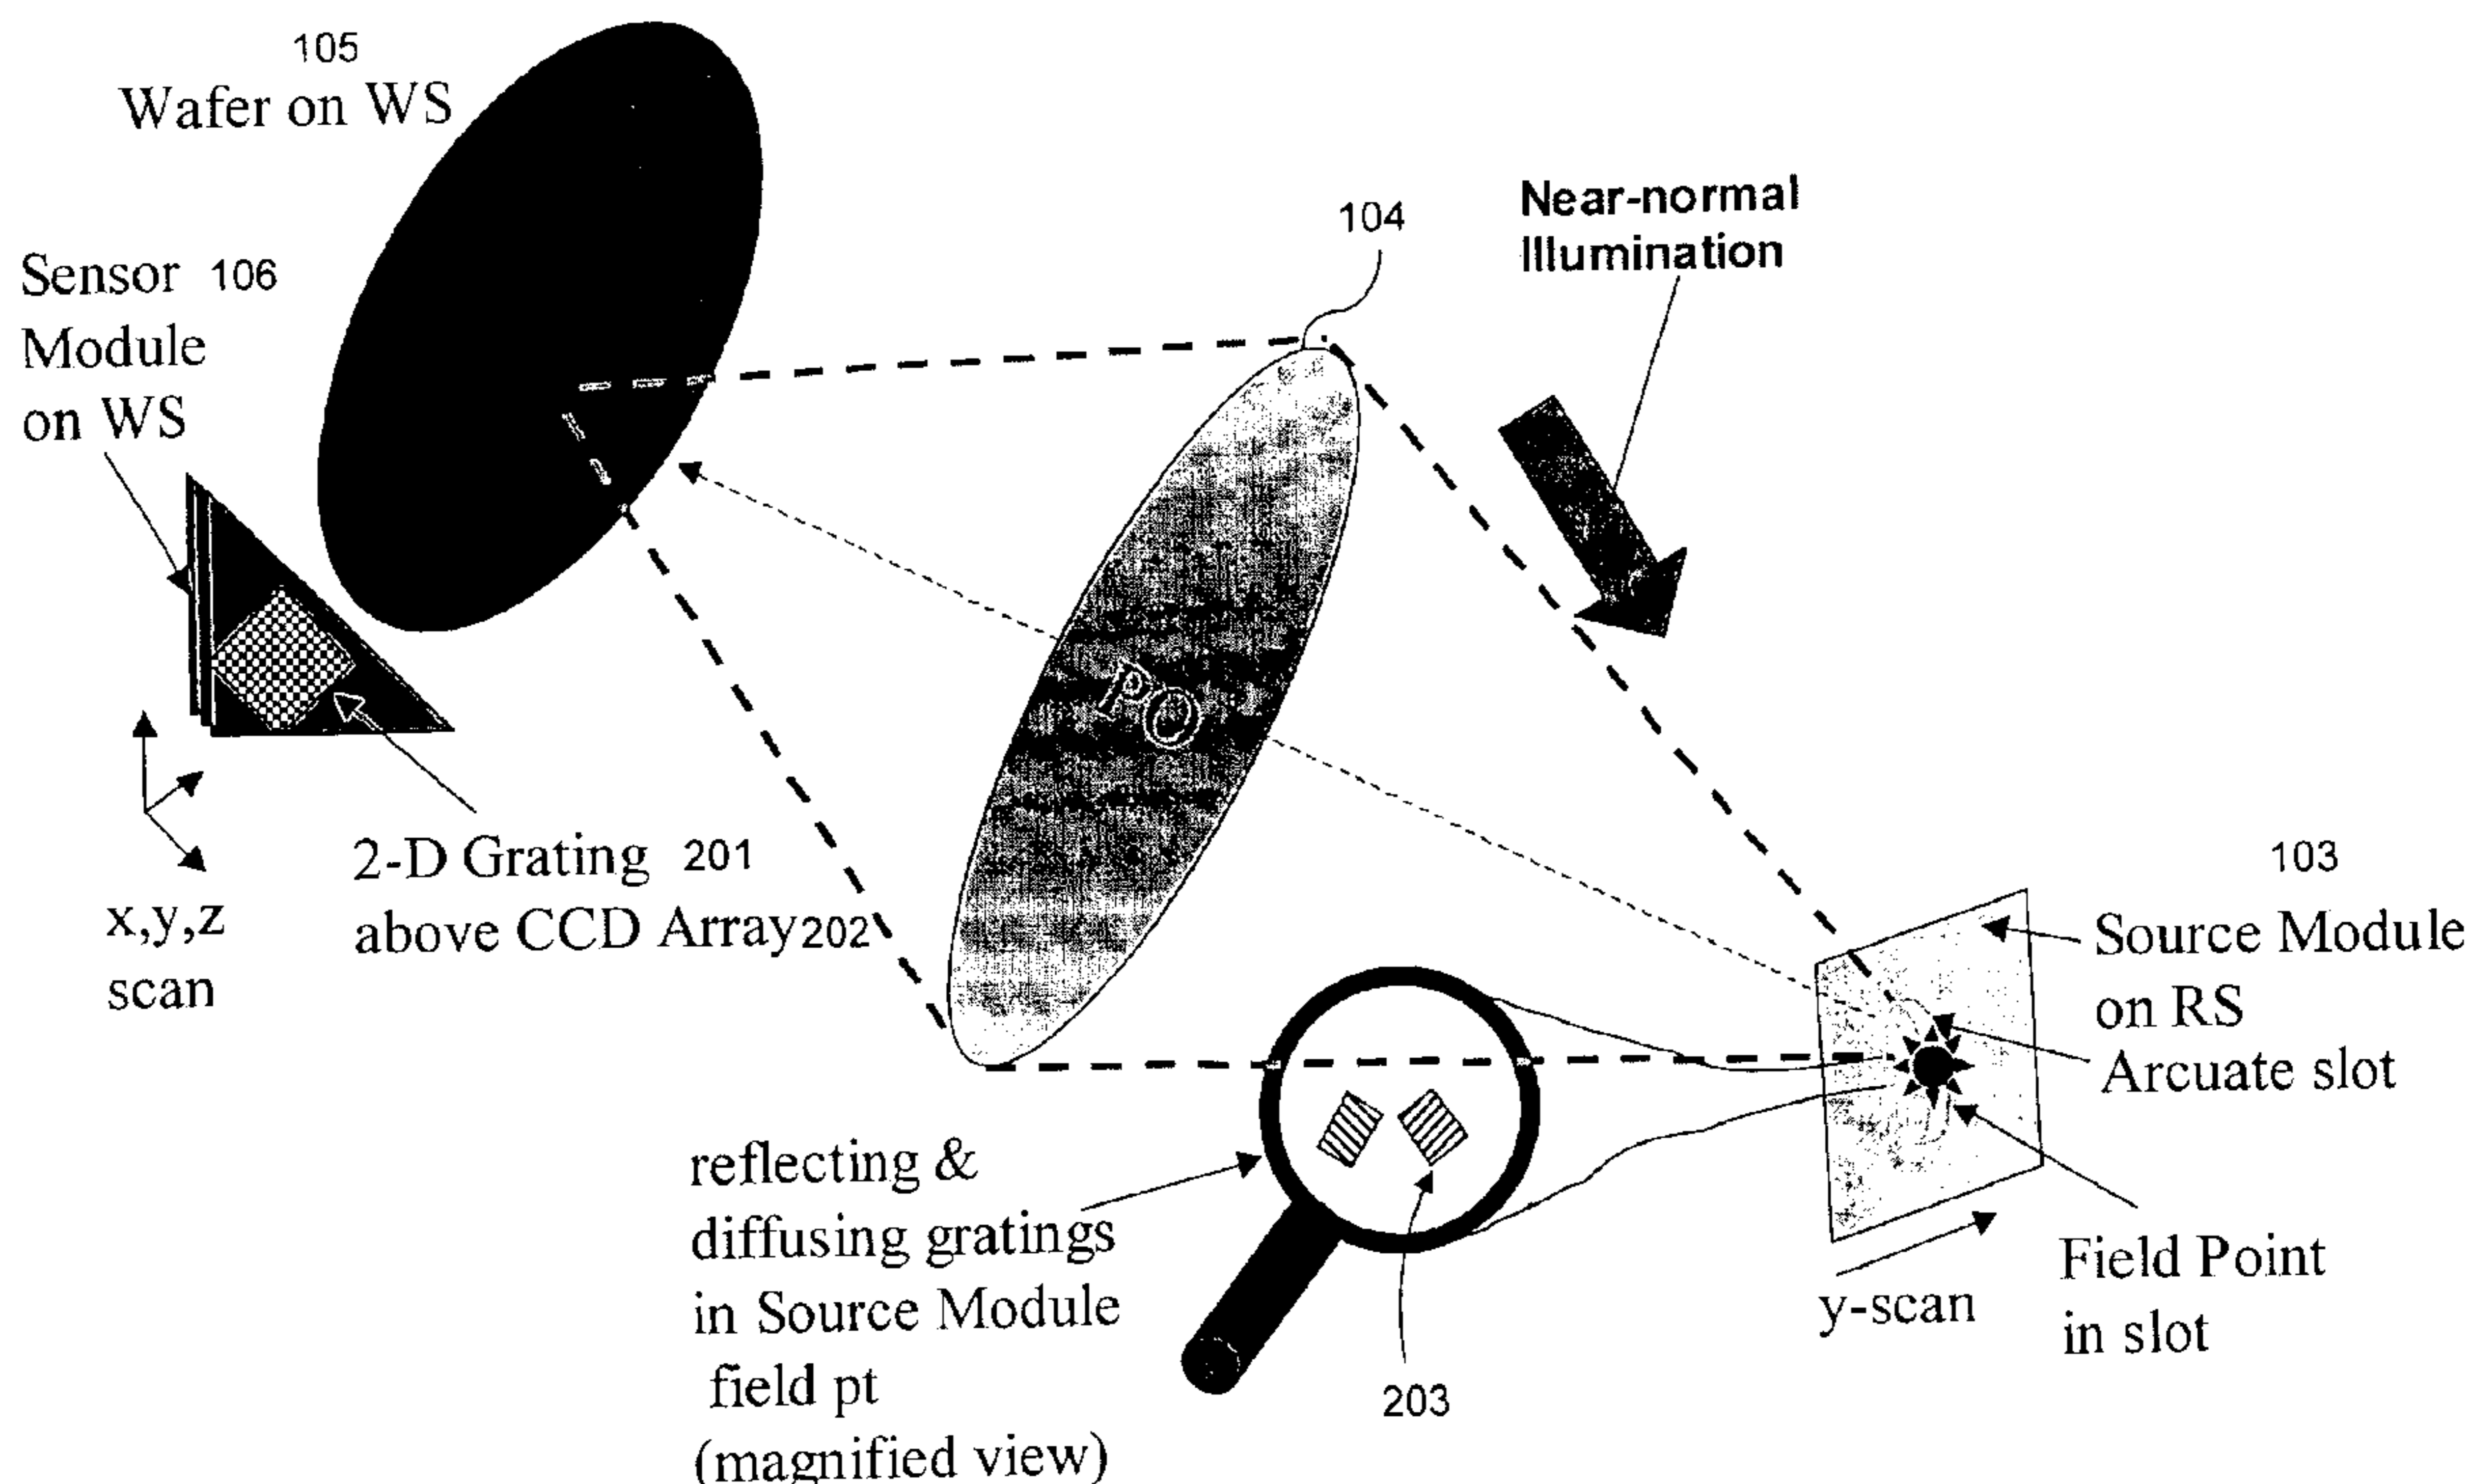 105
Wafer on WS
Sensor 106
Module
on WS
104
Near-normal
Illumination
PO
2-D Grating 201
above CCD Array 202
x,y,z
scan
103
Source Module
on RS
Arcuate slot
Field Point
in slot
y-scan
reflecting &
diffusing gratings
in Source Module
field pt
(magnified view)
203